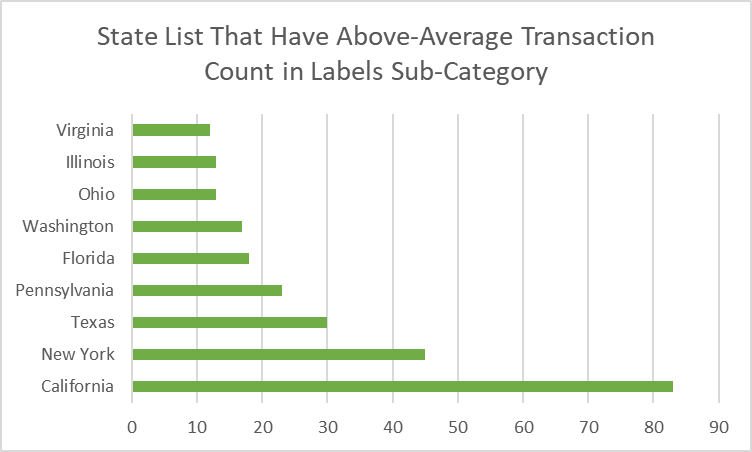 State List That Have Above-Average Transaction
Count in Labels Sub-Category
Virginia
Illinois
Ohio
Washington
Florida
Pennsylvania
Texas
New York
California
0 10 20 30 40 50 60 70 80 90